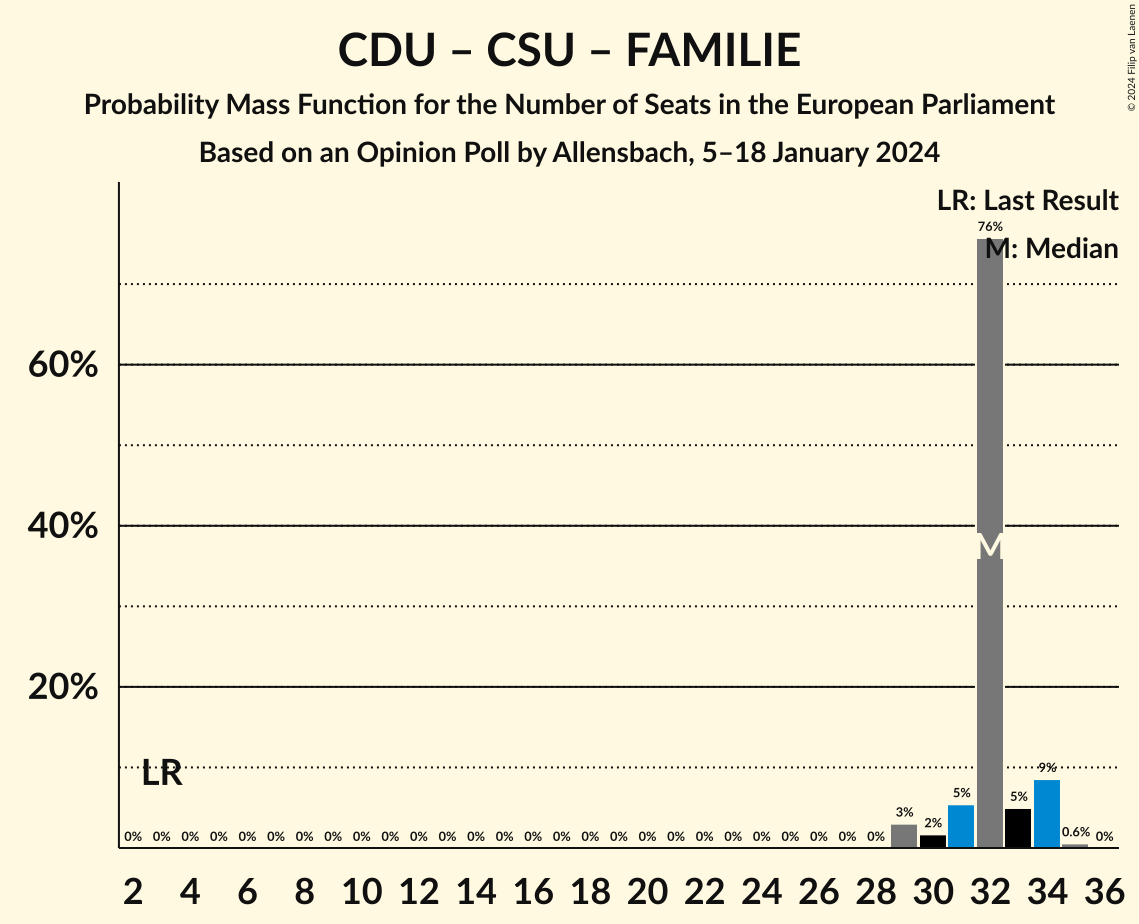 CDU – CSU – FAMILIE
Probability Mass Function for the Number of Seats in the European Parliament
Based on an Opinion Poll by Allensbach, 5–18 January 2024
© 2024 Filip van Laenen
LR: Last Result
M: Median
76%
60%
40%
M
20%
LR
0% 0% 0% 0% 0% 0% 0% 0% 0% 0% 0% 0% 0% 0% 0% 0% 0% 0% 0% 0% 0% 0% 0% 0% 0% 0% 0% 3% 2% 5% 5% 9% 0.6% 0%
2 4 6 8 10 12 14 16 18 20 22 24 26 28 30 32 34 36